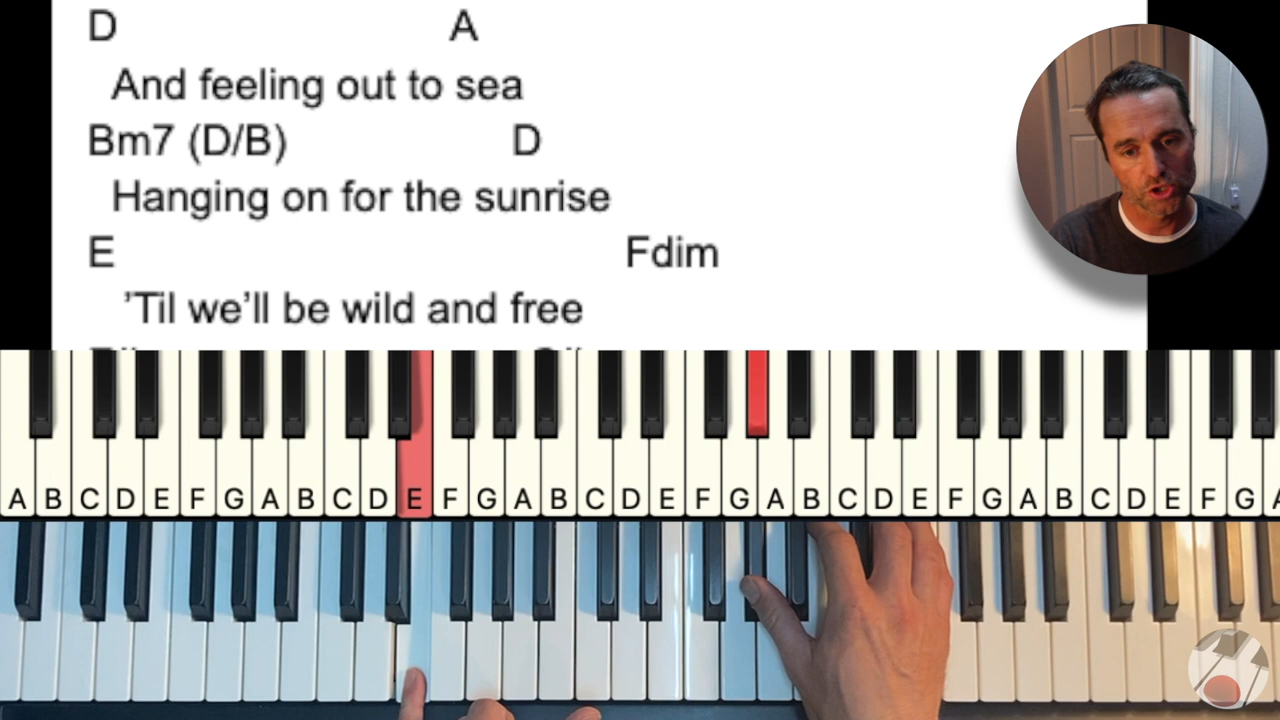 D A
And feeling out to sea
Bm7 (D/B) D
Hanging on for the sunrise
E Fdim
’Til we’ll be wild and free
A B C D E F G A B C D E F G A B C D E F G A B C D E F G A B C D E F G A